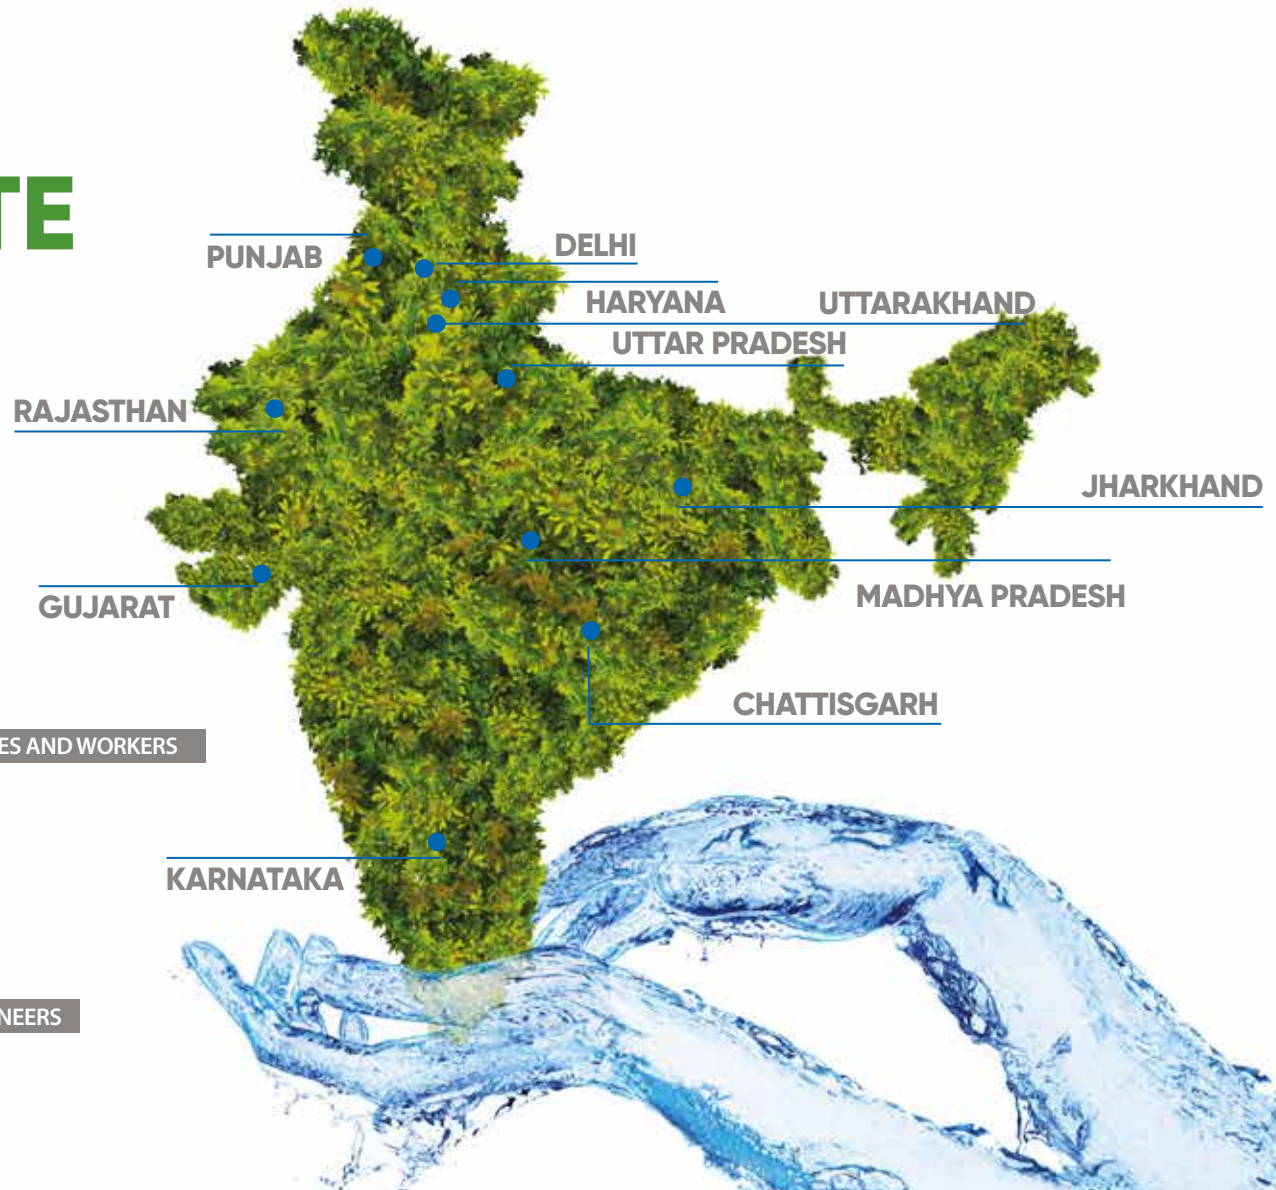 TE
PUNJAB
DELHI
HARYANA
UTTARAKHAND
UTTAR PRADESH
RAJASTHAN
JHARKHAND
MADHYA PRADESH
GUJARAT
CHATTISGARH
ES AND WORKERS
KARNATAKA
NEERS